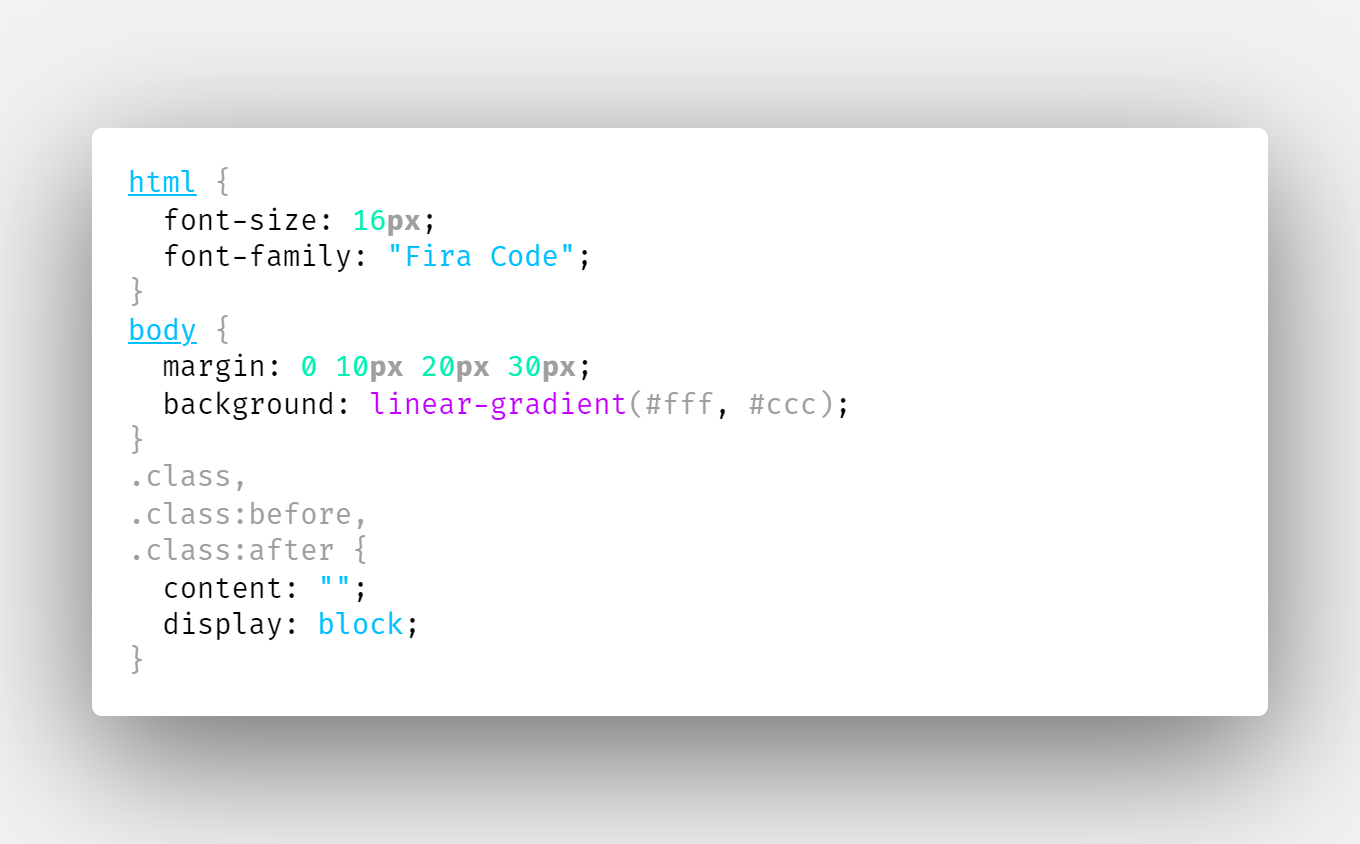 html {
  font-size: 16px;
  font-family: "Fira Code";
}
body {
  margin: 0 10px 20px 30px;
  background: linear-gradient(#fff, #ccc);
}
.class,
.class:before,
.class:after {
  content: "";
  display: block;
}